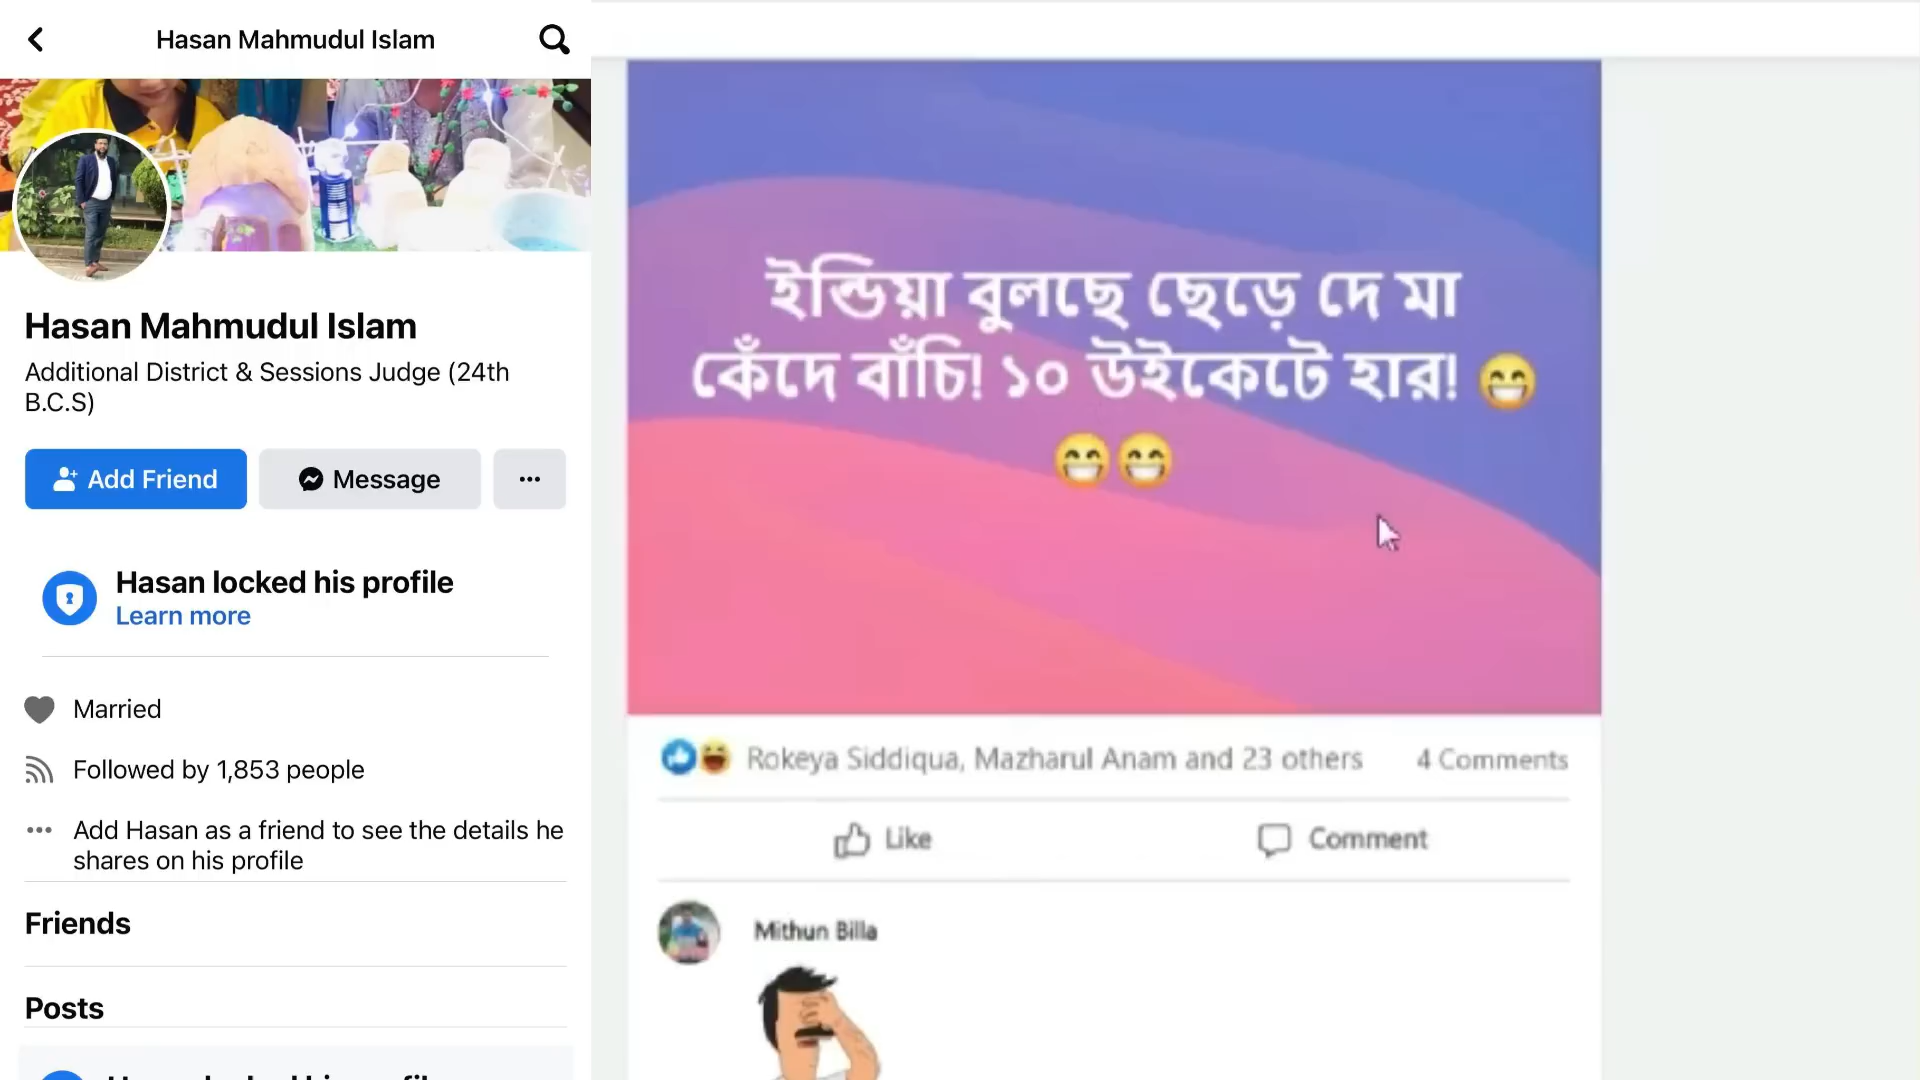 Hasan Mahmudul Islam
Hasan Mahmudul Islam
Additional District & Sessions Judge (24th
B.C.S)
Add Friend
Message
Hasan locked his profile
Learn more
Married
Followed by 1,853 people
Add Hasan as a friend to see the details he
shares on his profile
Friends
Posts
ইন্ডিয়া বুলছে ছেড়ে দে মা
কেঁদে বাঁচি! ১০ উইকেটে হার!
Rokeya Siddiqua, Mazharul Anam and 23 others
4 Comments
Like
Comment
Mithun Billa